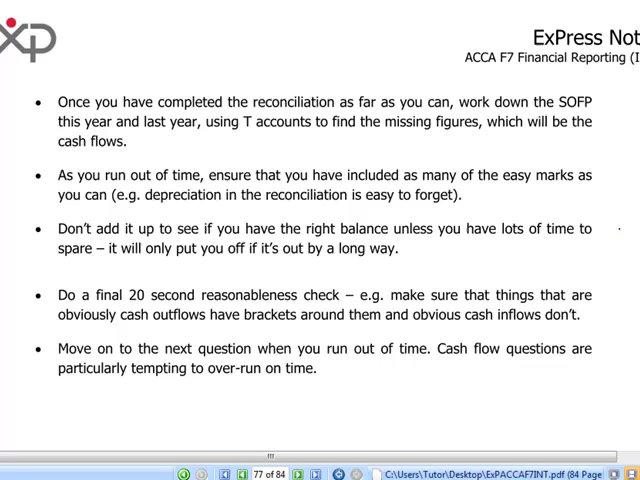 xp
ExPress Not
ACCA F7 Financial Reporting (I
• Once you have completed the reconciliation as far as you can, work down the SOFP
this year and last year, using T accounts to find the missing figures, which will be the
cash flows.
• As you run out of time, ensure that you have included as many of the easy marks as
you can (e.g. depreciation in the reconciliation is easy to forget).
• Don’t add it up to see if you have the right balance unless you have lots of time to
spare – it will only put you off if it’s out by a long way.
• Do a final 20 second reasonableness check – e.g. make sure that things that are
obviously cash outflows have brackets around them and obvious cash inflows don’t.
• Move on to the next question when you run out of time. Cash flow questions are
particularly tempting to over-run on time.
77 of 84
C:\Users\Tutor\Desktop\ExPACCAF7INT.pdf (84 Page